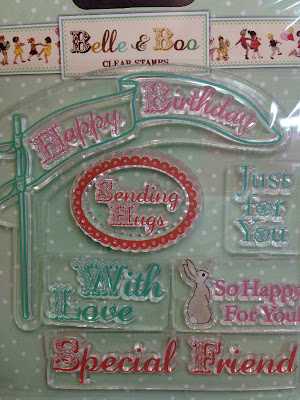 Belle & Boo
CLEAR STAMPS
Happy Birthday
Sending
Hugs
Just
for
You
With
Love
So Happy
For You!
Special Friend